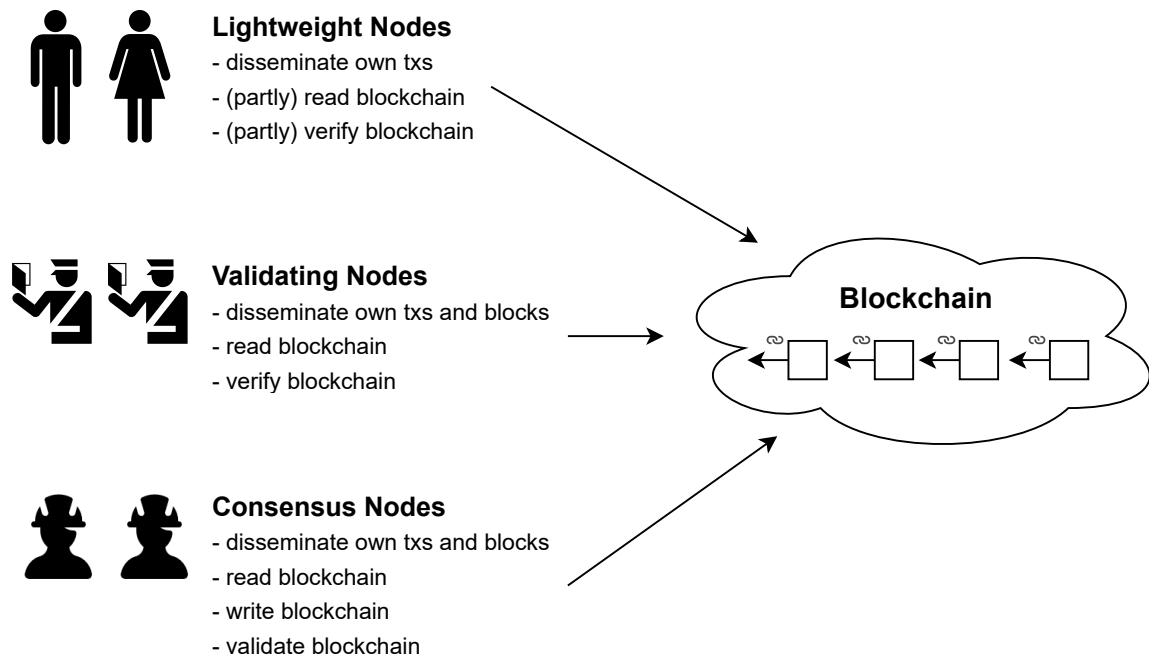 Lightweight Nodes
- disseminate own txs
- (partly) read blockchain
- (partly) verify blockchain
Validating Nodes
- disseminate own txs and blocks
- read blockchain
- verify blockchain
Blockchain
Consensus Nodes
- disseminate own txs and blocks
- read blockchain
- write blockchain
- validate blockchain